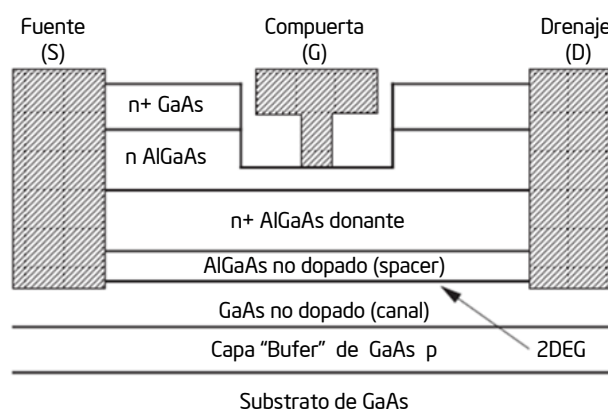 Fuente
(S)
Compuerta
(G)
Drenaje
(D)
n+ GaAs
n AlGaAs
n+ AlGaAs donante
AlGaAs no dopado (spacer)
GaAs no dopado (canal)
Capa "Bufer" de GaAs p
2DEG
Substrato de GaAs